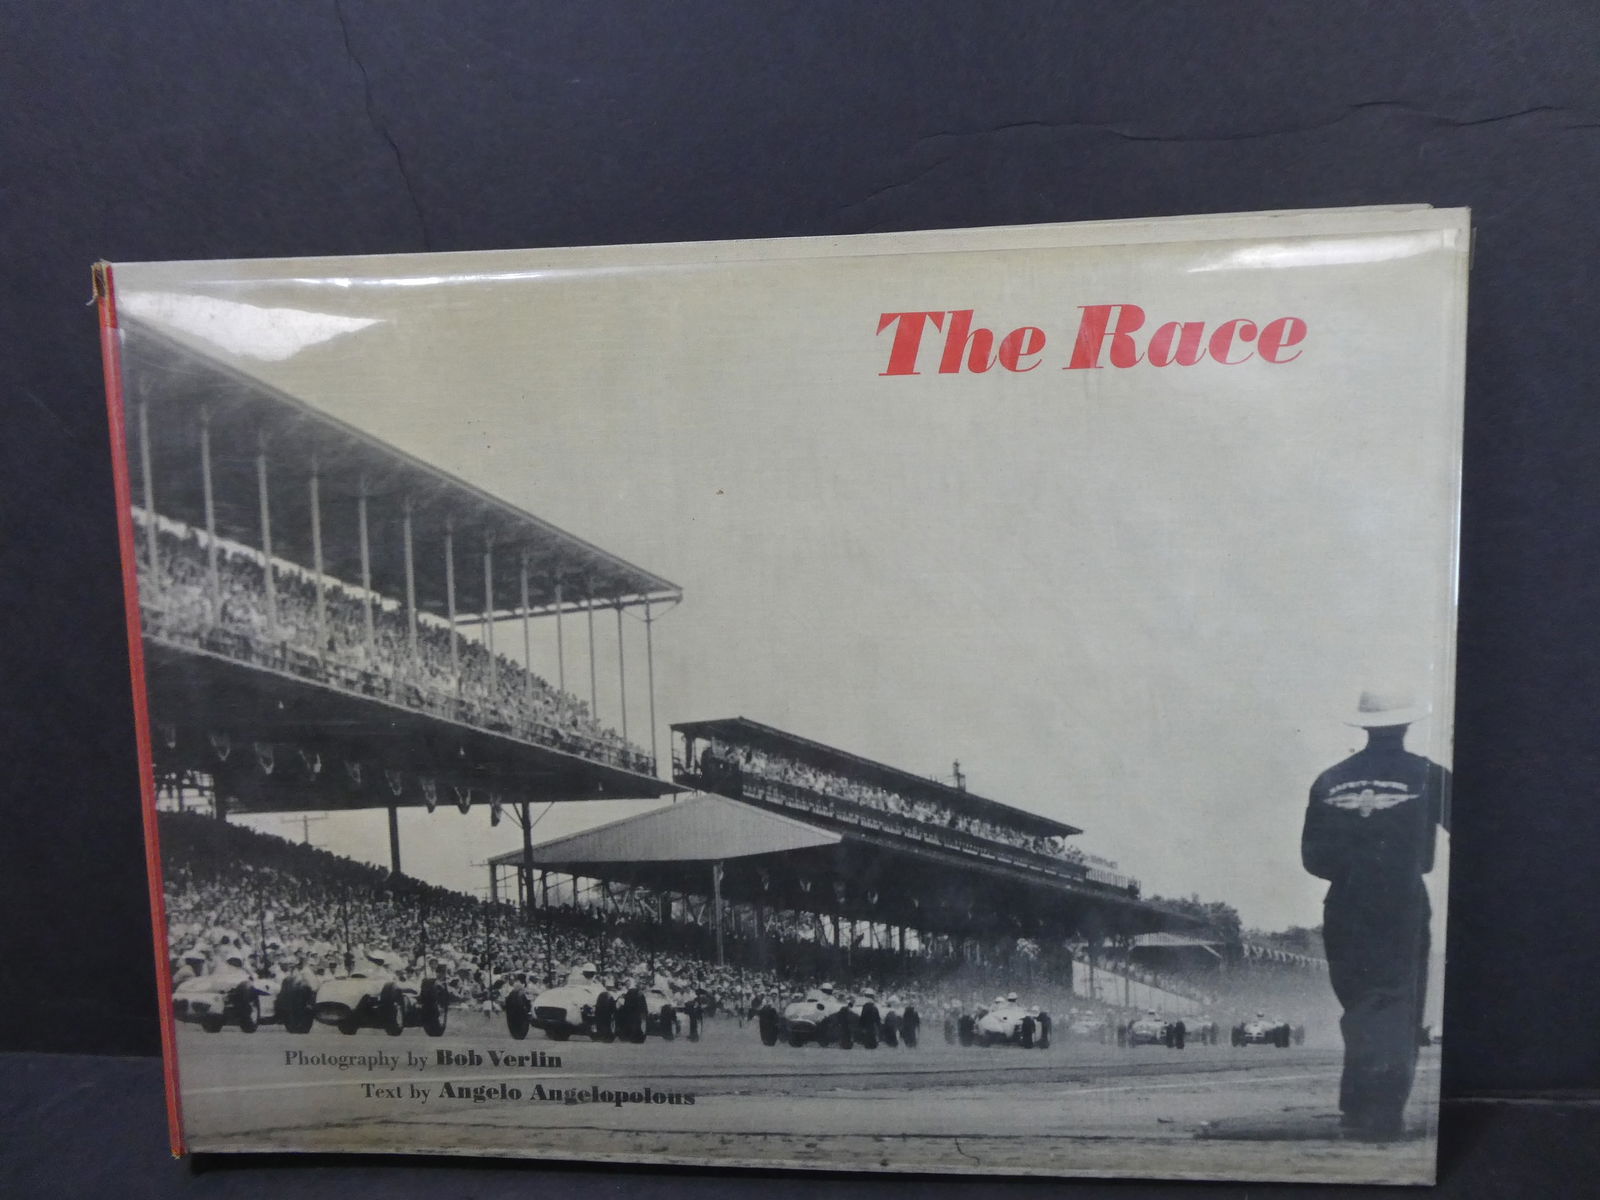 The Race
Photography by Bob Verlin
Text by Angelo Angelopolous